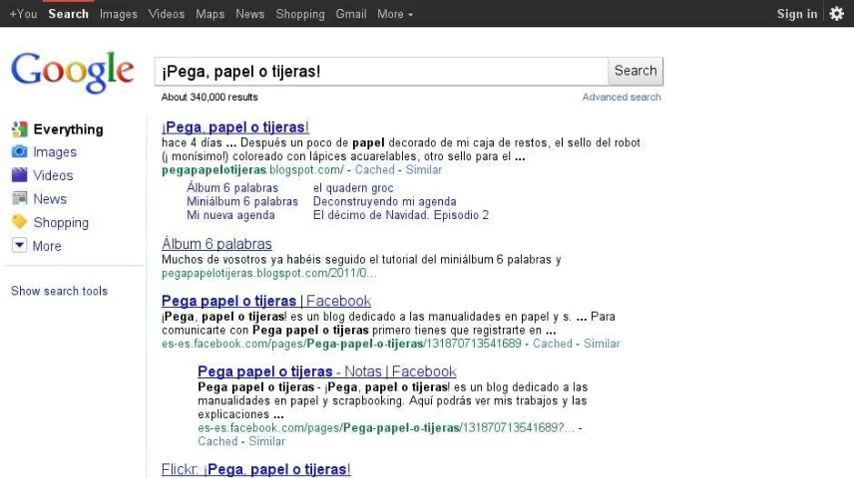 +You Search Images Videos Maps News Shopping Gmail More Sign in
Google
¡Pega, papel o tijeras! Search
About 340,000 results Advanced search
Everything
Images
Videos
News
Shopping
More
Show search tools
¡Pega, papel o tijeras!
hace 4 días ... Después un poco de papel decorado de mi caja de restos, el sello del robot
(¡ monísimo!) coloreado con lápices acuarelables, otro sello para el ...
pegapapelotijeras.blogspot.com/ - Cached - Similar
Álbum 6 palabras el quadern groc
Miniálbum 6 palabras Deconstruyendo mi agenda
Mi nueva agenda El décimo de Navidad. Episodio 2
Álbum 6 palabras
Muchos de vosotros ya habéis seguido el tutorial del miniálbum 6 palabras y
pegapapelotijeras.blogspot.com/2011/0...
Pega papel o tijeras | Facebook
¡Pega, papel o tijeras! es un blog dedicado a las manualidades en papel y s. ... Para
comunicarte con Pega papel o tijeras primero tienes que registrarte en ...
es-es.facebook.com/pages/Pega-papel-o-tijeras/131870713541689 - Cached - Similar
Pega papel o tijeras - Notas | Facebook
Pega papel o tijeras - ¡Pega, papel o tijeras! es un blog dedicado a las
manualidades en papel y scrapbooking. Aquí podrás ver mis trabajos y las
explicaciones ...
es-es.facebook.com/pages/Pega-papel-o-tijeras/131870713541689?... -
Cached - Similar
Flickr: ¡Pega, papel o tijeras!